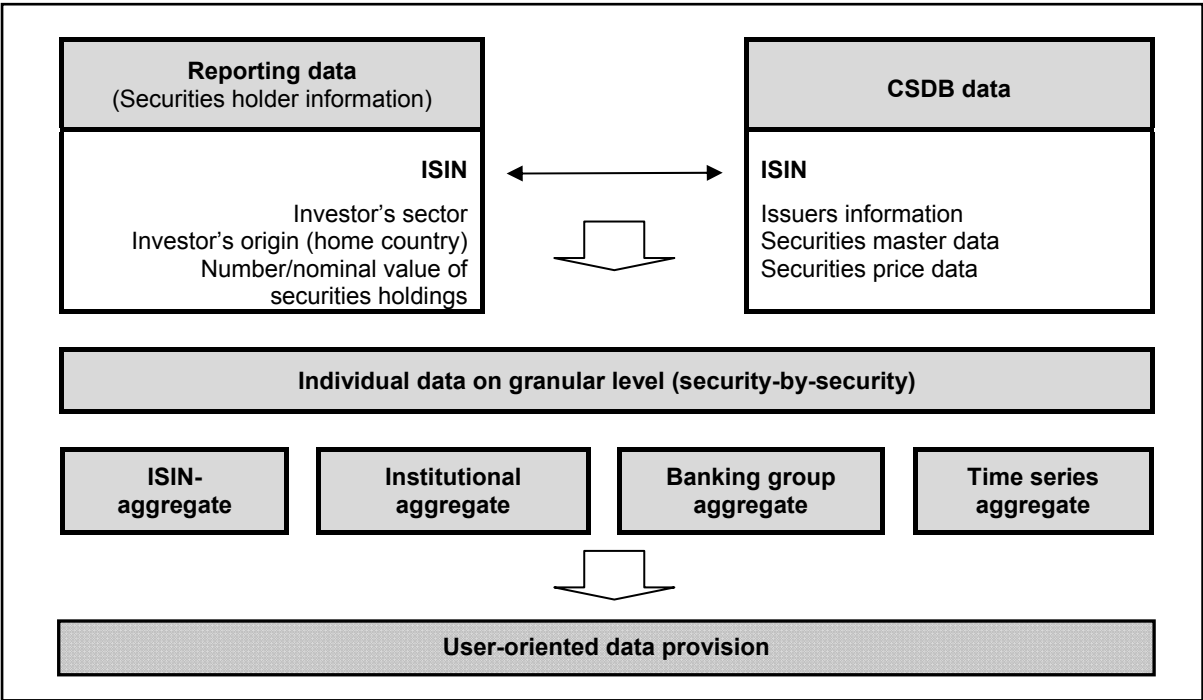 Reporting data
(Securities holder information)
CSDB data
ISIN
Investor's sector
Investor's origin (home country)
Number/nominal value of
securities holdings
ISIN
Issuers information
Securities master data
Securities price data
Individual data on granular level (security-by-security)
ISIN-
aggregate
Institutional
aggregate
Banking group
aggregate
Time series
aggregate
User-oriented data provision